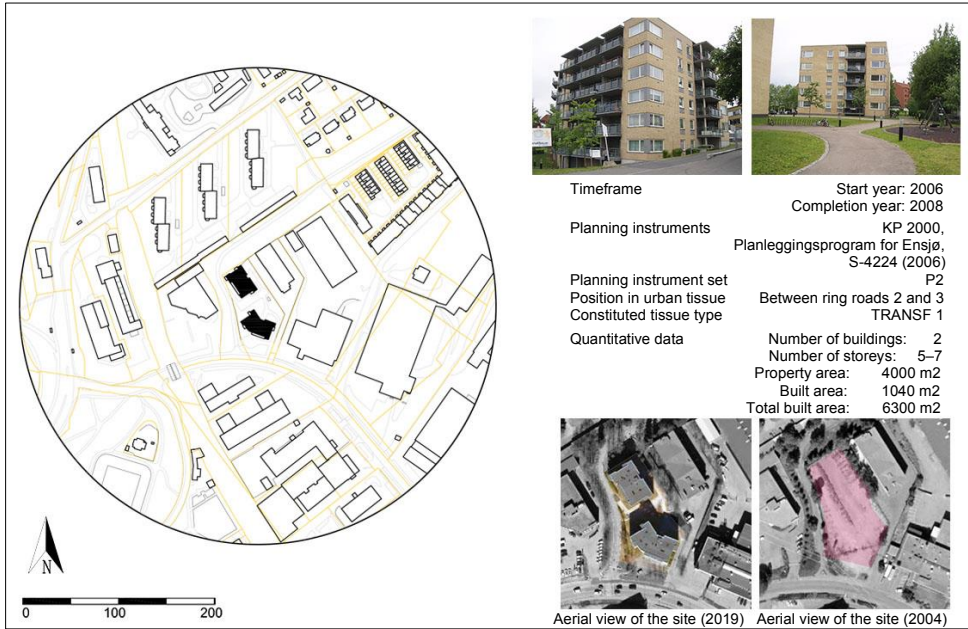 Timeframe Start year: 2006
Completion year: 2008
Planning instruments KP 2000,
Planleggingsprogram for Ensjø,
S-4224 (2006)
Planning instrument set P2
Position in urban tissue Between ring roads 2 and 3
Constituted tissue type TRANSF 1
Quantitative data Number of buildings: 2
Number of storeys: 5–7
Property area: 4000 m2
Built area: 1040 m2
Total built area: 6300 m2
N
0 100 200
Aerial view of the site (2019) Aerial view of the site (2004)